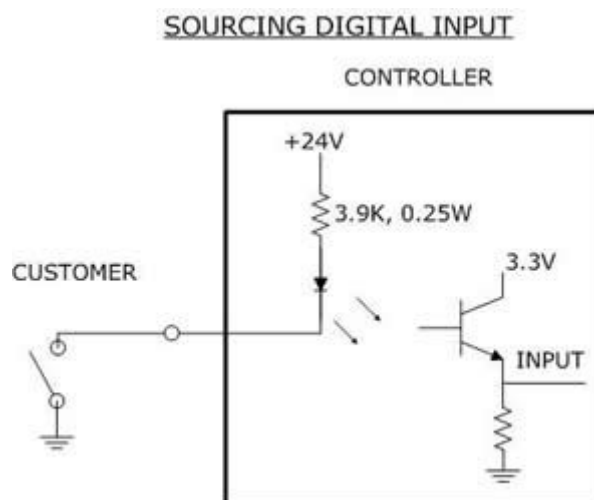 SOURCING DIGITAL INPUT
CONTROLLER
+24V
3.9K, 0.25W
CUSTOMER
3.3V
INPUT